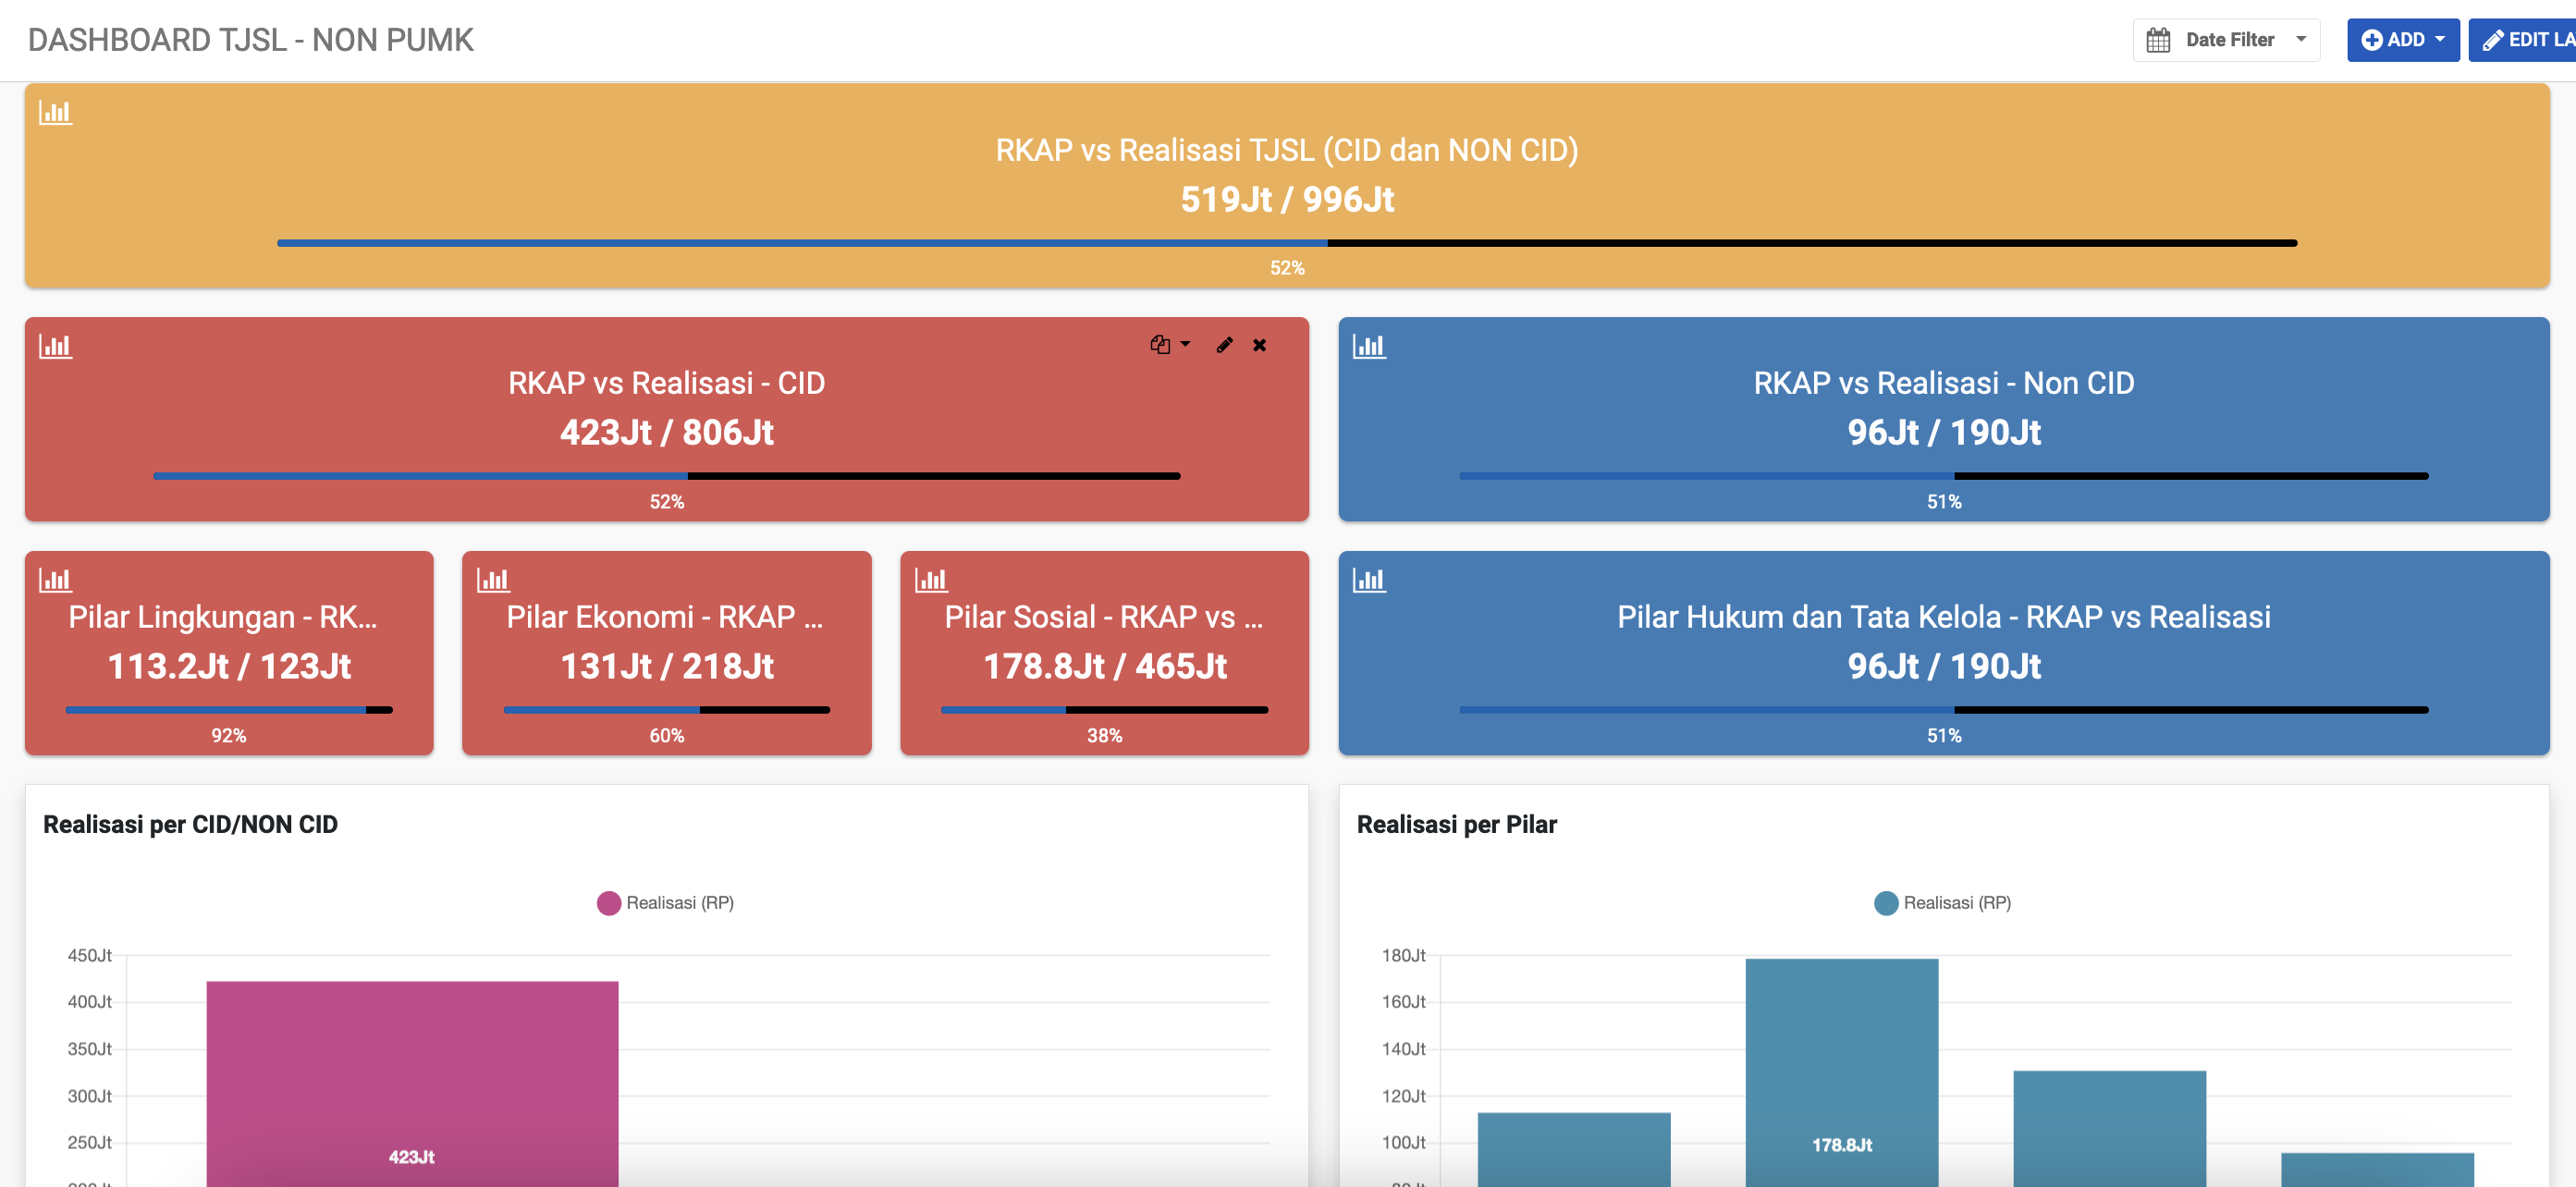 DASHBOARD TJSL - NON PUMK
Date Filter
ADD
EDIT LA
RKAP vs Realisasi TJSL (CID dan NON CID)
519Jt / 996Jt
52%
RKAP vs Realisasi - CID
423Jt / 806Jt
52%
RKAP vs Realisasi - Non CID
96Jt / 190Jt
51%
Pilar Lingkungan - RK...
113.2Jt / 123Jt
92%
Pilar Ekonomi - RKAP ...
131Jt / 218Jt
60%
Pilar Sosial - RKAP vs ...
178.8Jt / 465Jt
38%
Pilar Hukum dan Tata Kelola - RKAP vs Realisasi
96Jt / 190Jt
51%
Realisasi per CID/NON CID
Realisasi (RP)
450Jt
400Jt
350Jt
300Jt
250Jt
423Jt
Realisasi per Pilar
Realisasi (RP)
180Jt
160Jt
140Jt
120Jt
100Jt
178.8Jt